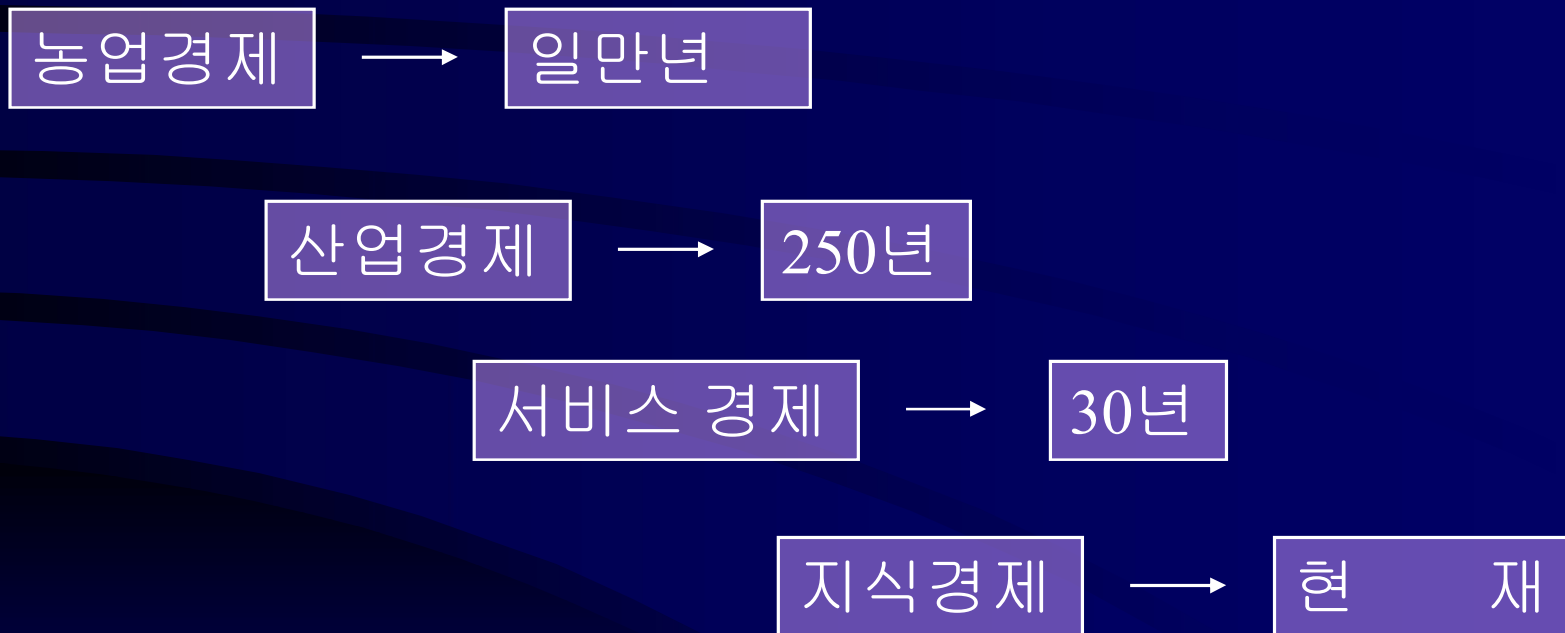 농업경제 → 일만년
산업경제 → 250년
서비스 경제 → 30년
지식경제 → 현 재